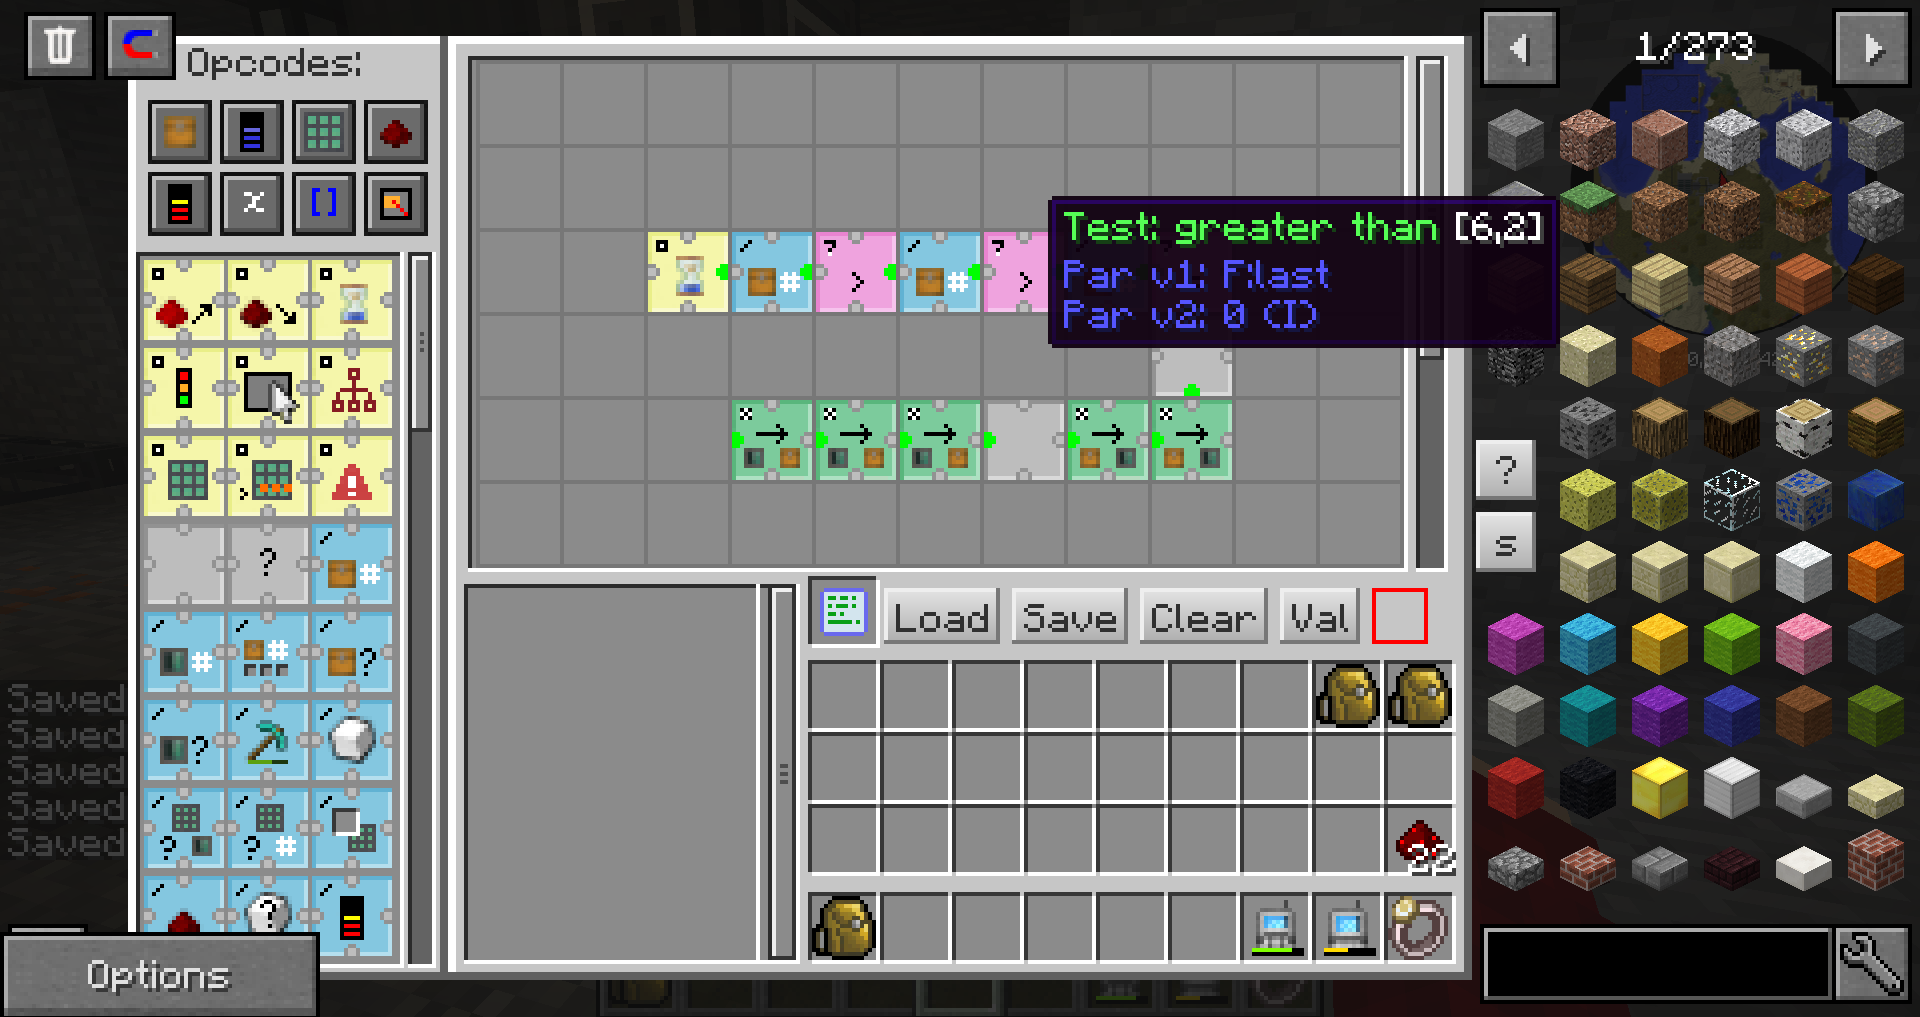 Opcodes:
1/273
Test: greater than [6,2]
Par v1: F:last
Par v2: 0 (I)
?
s
Load
Save
Clear
Val
Saved
Saved
Saved
Saved
Saved
22
Options